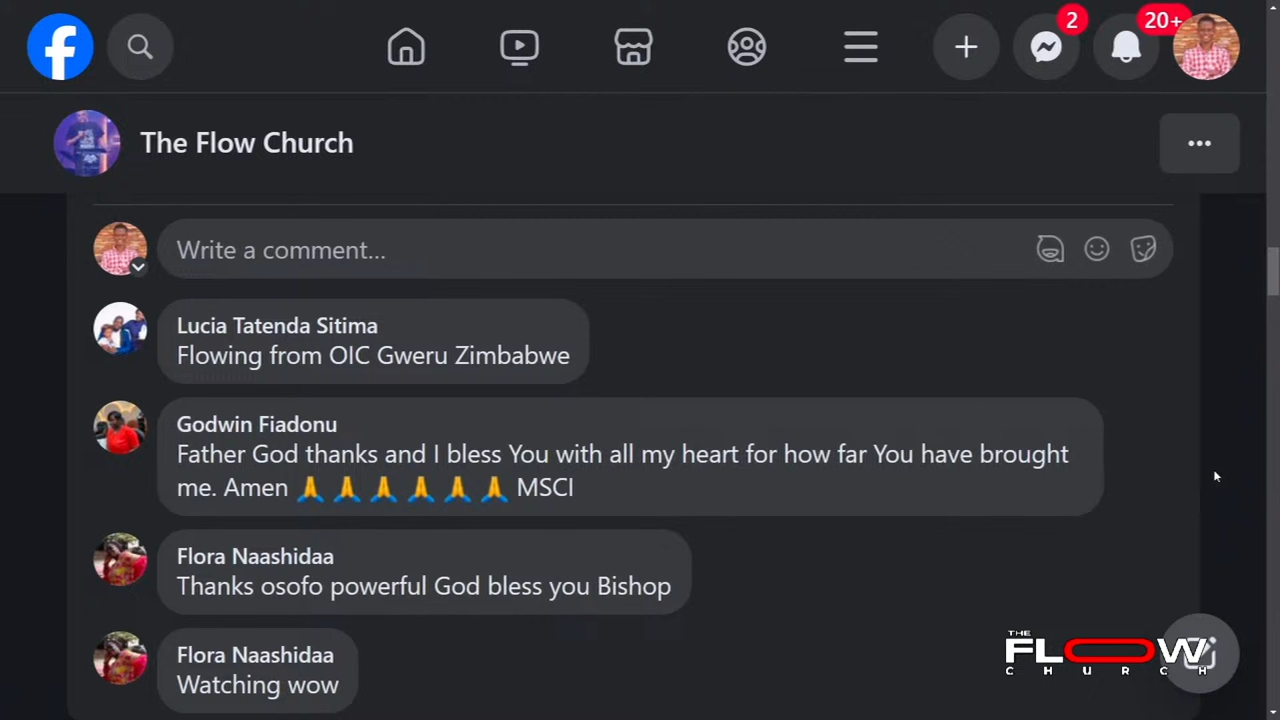 2
20+
The Flow Church
Write a comment...
Lucia Tatenda Sitima
Flowing from OIC Gweru Zimbabwe
Godwin Fiadonu
Father God thanks and I bless You with all my heart for how far You have brought
me. Amen 🙏 🙏 🙏 🙏 🙏 🙏 MSCI
Flora Naashidaa
Thanks osofo powerful God bless you Bishop
Flora Naashidaa
Watching wow
THE
FLOW
CHURCH